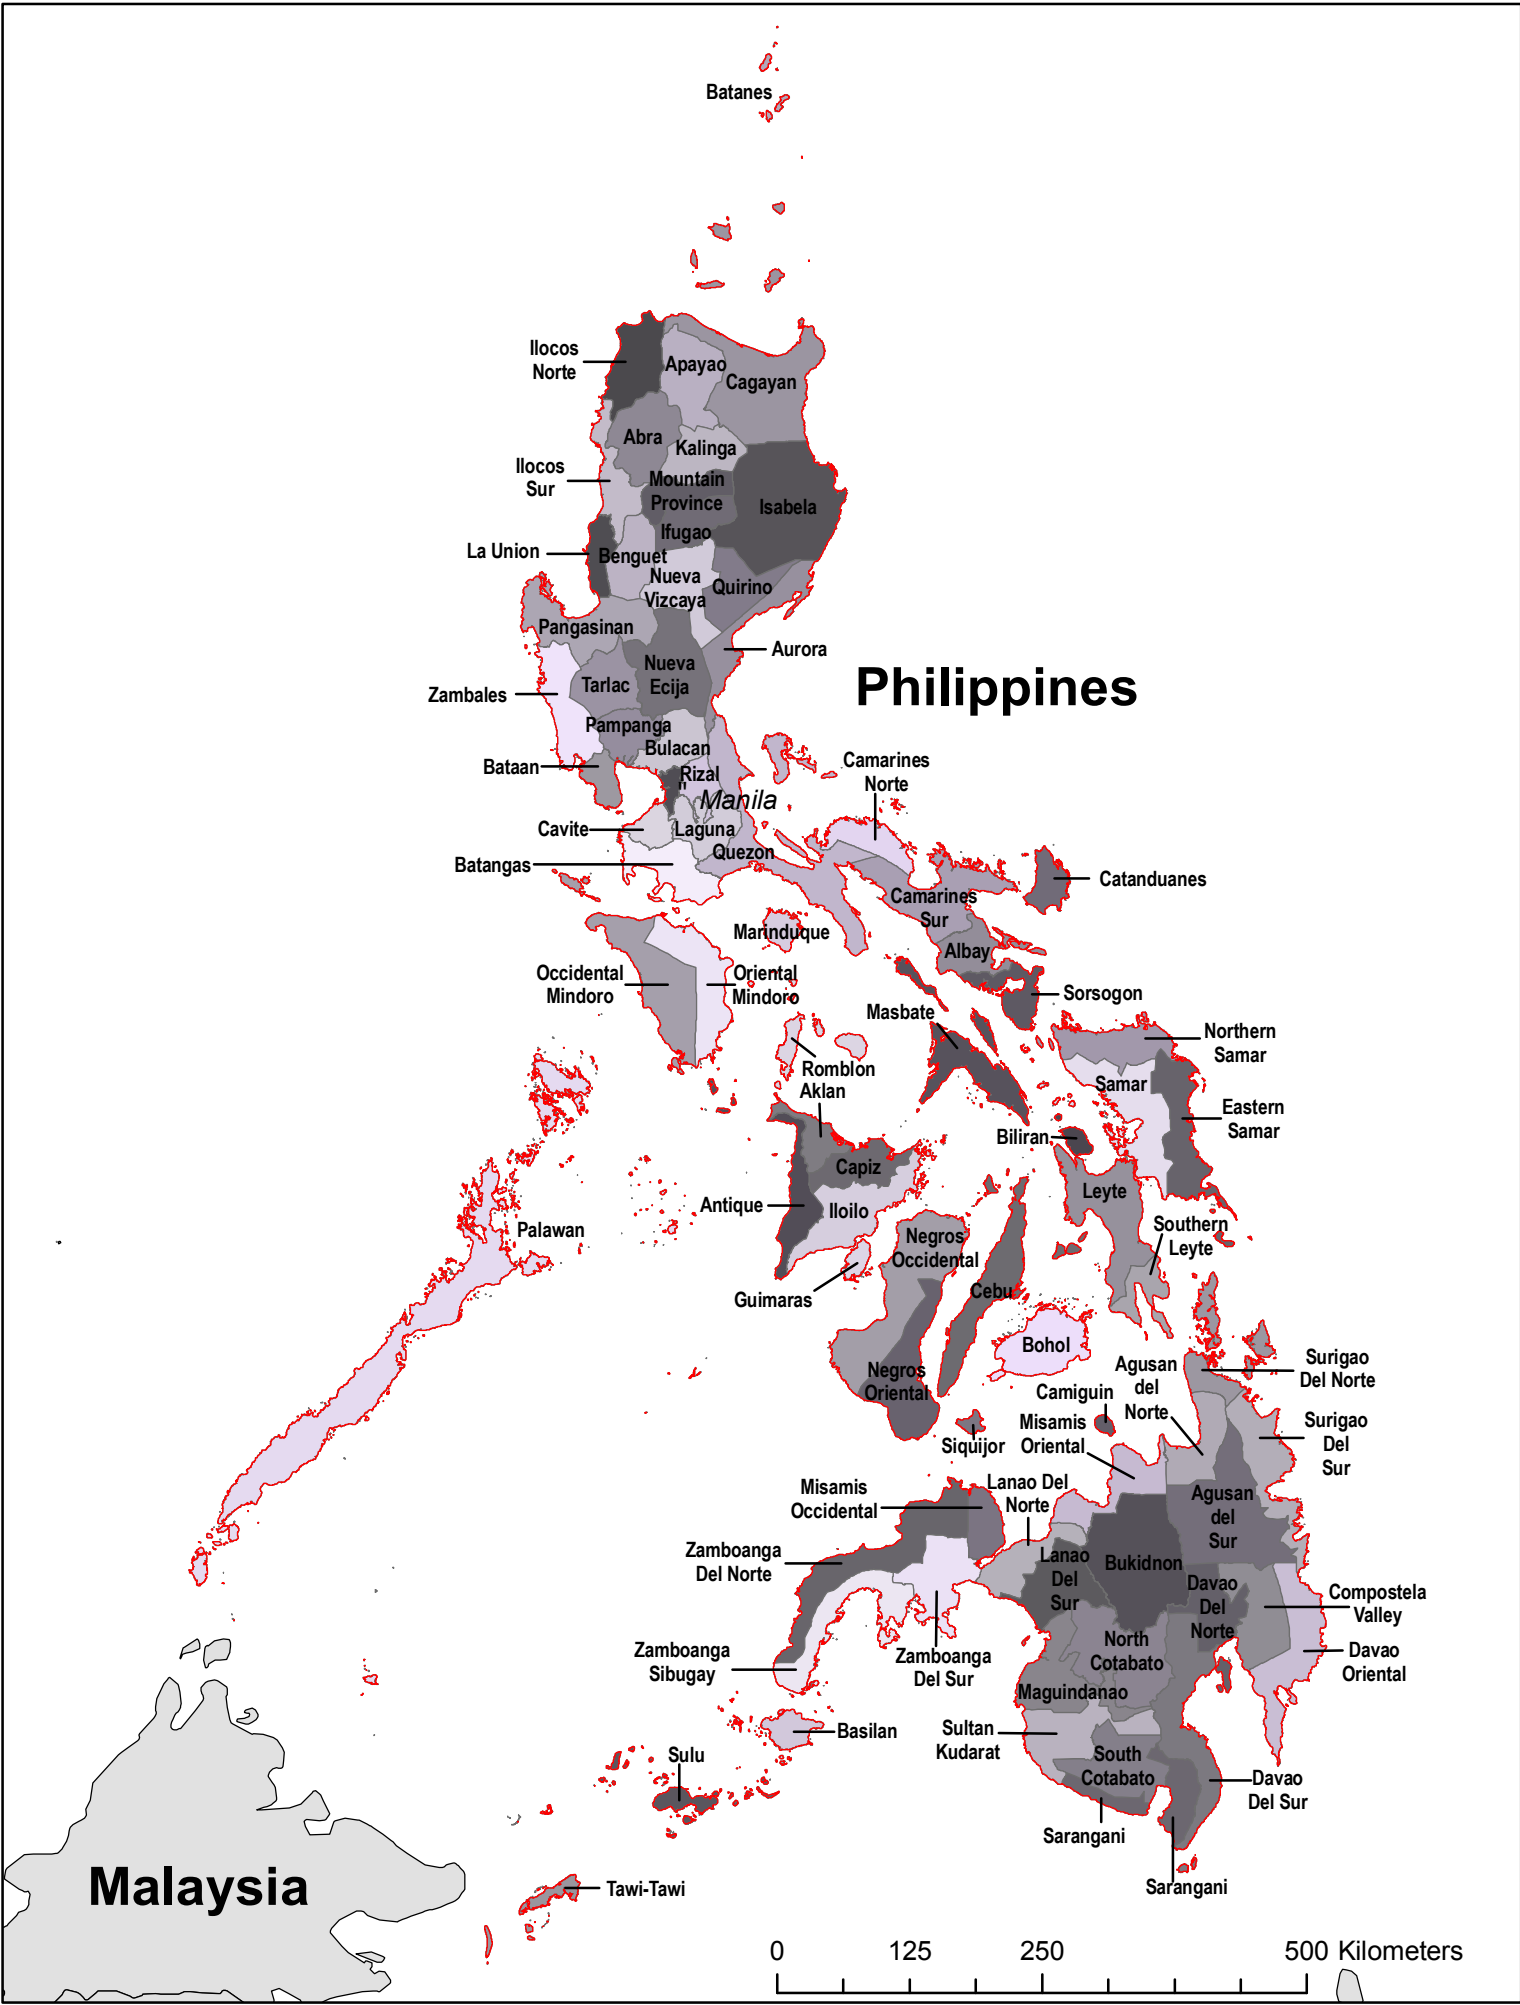 Batanes
Ilocos
Norte
Apayao
Cagayan
Abra
Kalinga
Ilocos
Sur
Mountain
Province
Isabela
Ifugao
La Union
Benguet
Nueva
Vizcaya
Quirino
Pangasinan
Aurora
Nueva
Ecija
Tarlac
Zambales
Philippines
Pampanga
Bulacan
Bataan
Rizal
Manila
Camarines
Norte
Cavite
Laguna
Quezon
Batangas
Catanduanes
Camarines
Sur
Marinduque
Albay
Occidental
Mindoro
Oriental
Mindoro
Sorsogon
Masbate
Northern
Samar
Romblon
Aklan
Samar
Eastern
Samar
Biliran
Capiz
Antique
Iloilo
Leyte
Palawan
Southern
Leyte
Negros
Occidental
Guimaras
Cebu
Bohol
Negros
Oriental
Agusan
del
Norte
Surigao
Del Norte
Camiguin
Siquijor
Misamis
Oriental
Surigao
Del
Sur
Misamis
Occidental
Lanao Del
Norte
Agusan
del
Sur
Zamboanga
Del Norte
Lanao
Del
Sur
Bukidnon
Davao
Del
Norte
Compostela
Valley
Zamboanga
Sibugay
Zamboanga
Del Sur
North
Cotabato
Davao
Oriental
Maguindanao
Basilan
Sultan
Kudarat
Sulu
South
Cotabato
Davao
Del Sur
Sarangani
Sarangani
Malaysia
Tawi-Tawi
0 125 250 500 Kilometers